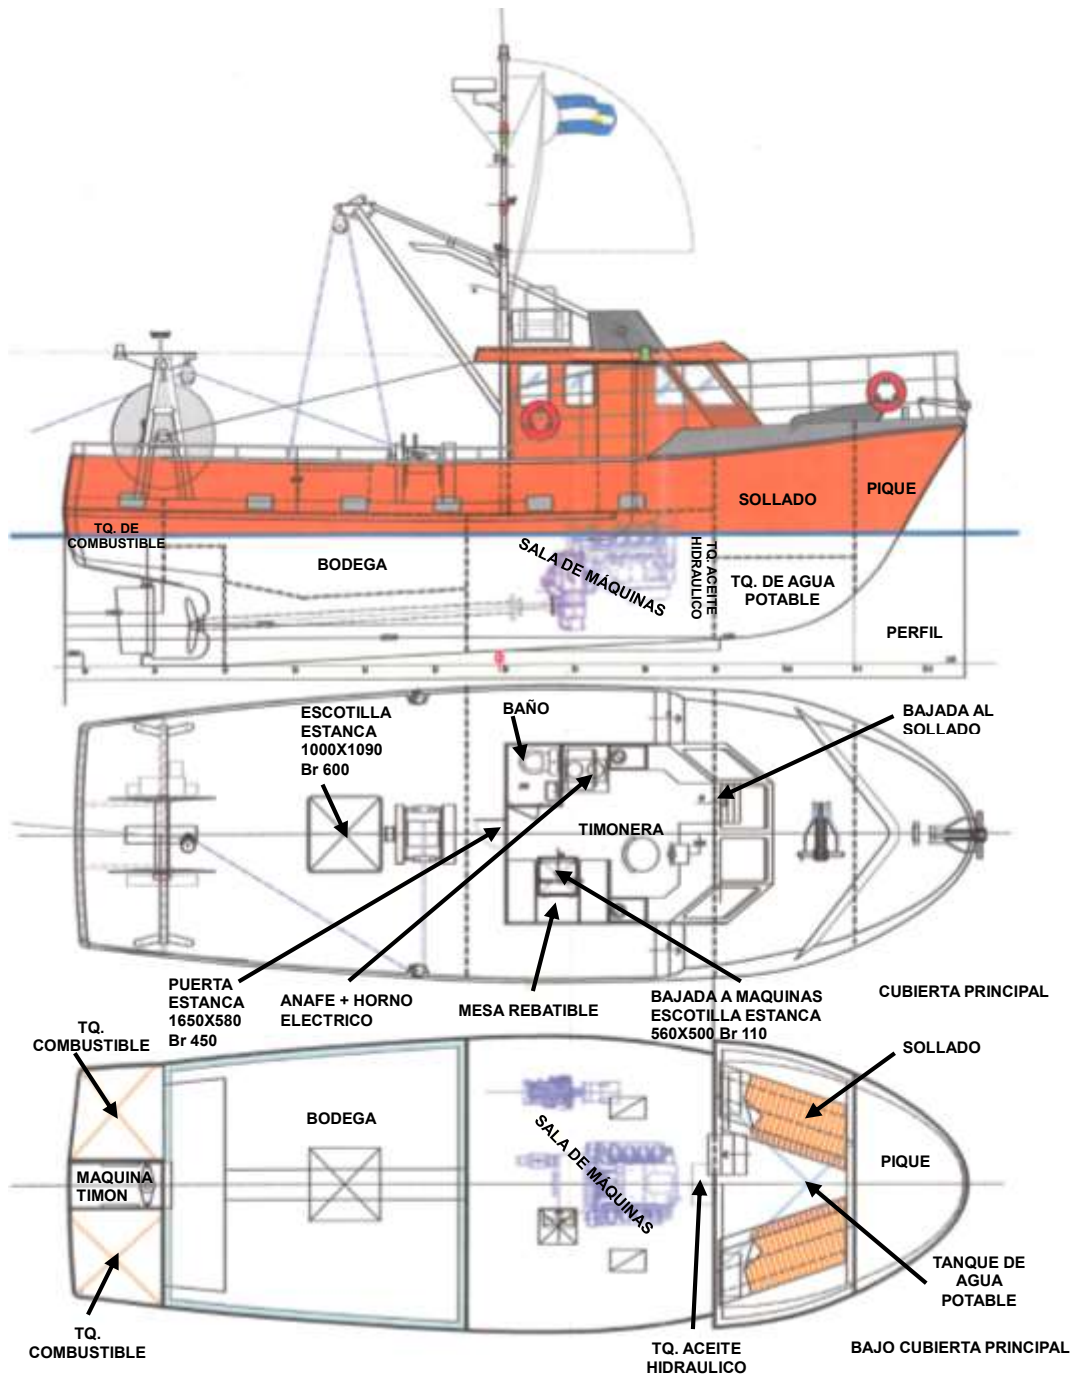 SOLLADO
PIQUE
TQ. DE
COMBUSTIBLE
BODEGA
SALA DE MÁQUINAS
TQ. ACEITE
HIDRAULICO
TQ. DE AGUA
POTABLE
PERFIL
ESCOTILLA
ESTANCA
1000X1090
Br 600
BAÑO
BAJADA AL
SOLLADO
TIMONERA
PUERTA
ESTANCA
1650X580
Br 450
ANAFE + HORNO
ELECTRICO
MESA REBATIBLE
BAJADA A MAQUINAS
ESCOTILLA ESTANCA
560X500 Br 110
CUBIERTA PRINCIPAL
TQ.
COMBUSTIBLE
SOLLADO
BODEGA
SALA DE MÁQUINAS
PIQUE
MAQUINA
TIMON
TANQUE DE
AGUA
POTABLE
TQ.
COMBUSTIBLE
TQ. ACEITE
HIDRAULICO
BAJO CUBIERTA PRINCIPAL